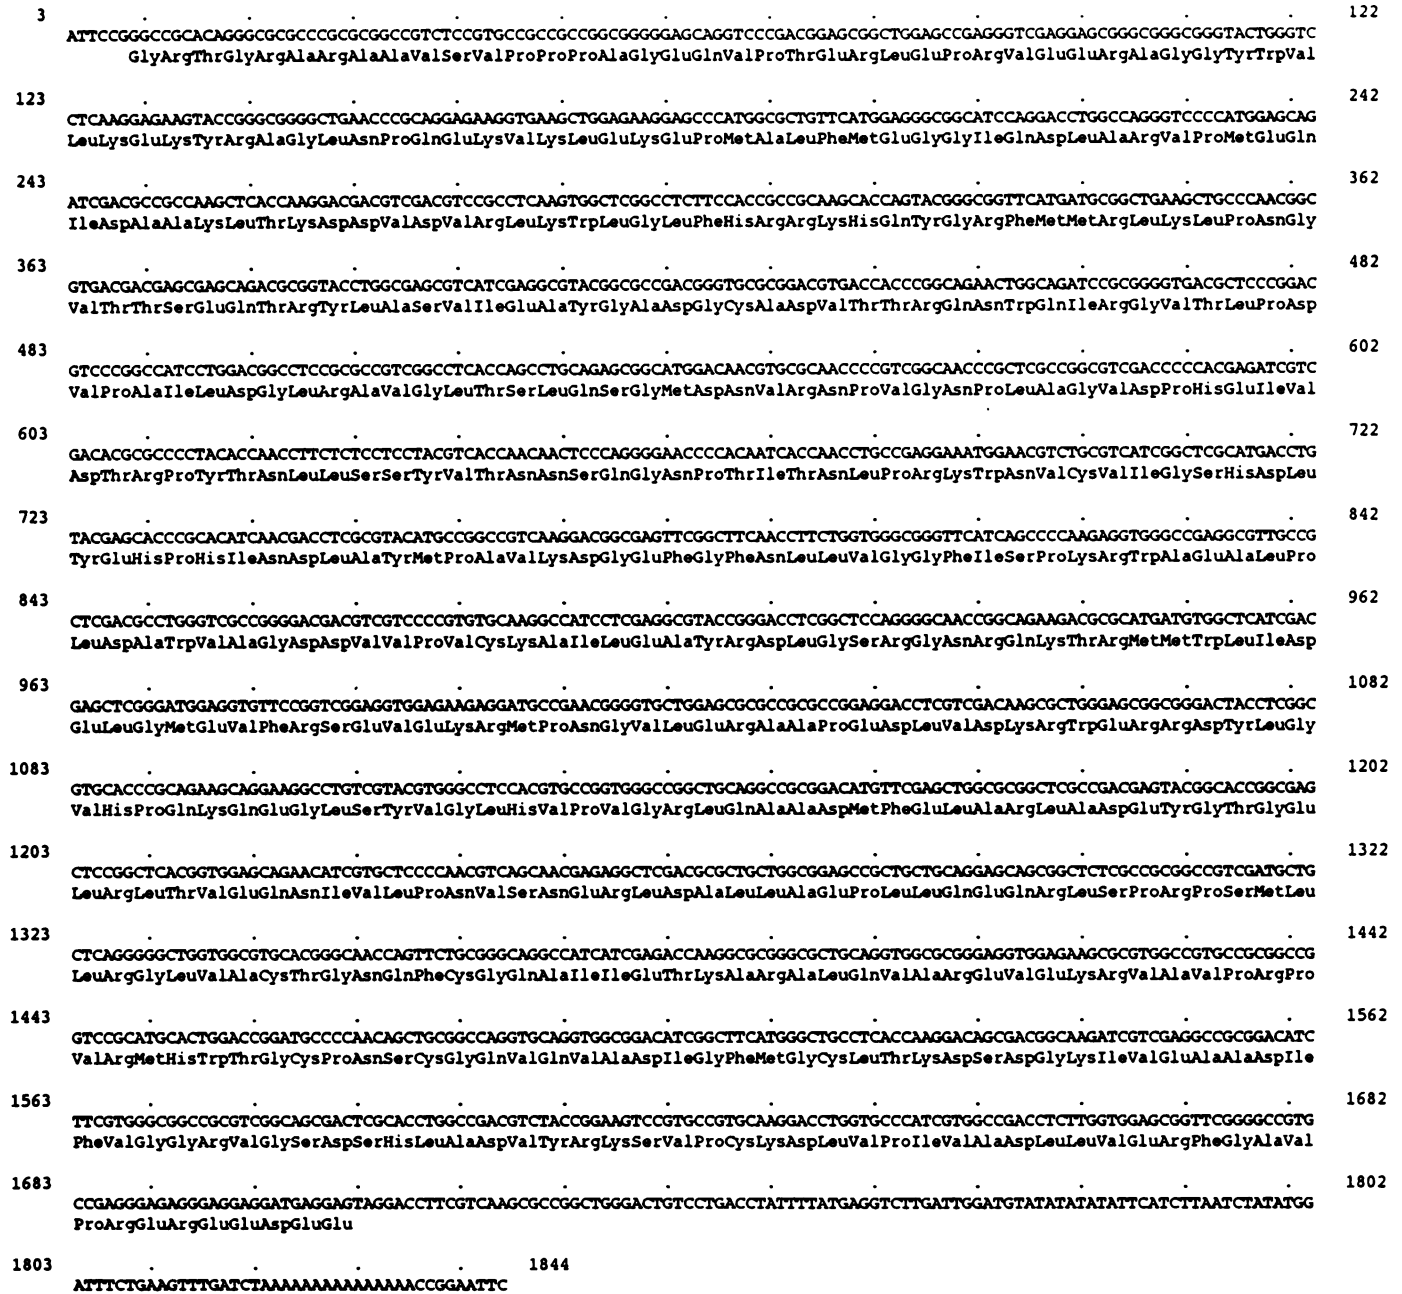 3 . . . . . . . . . . . . 122
ATTCCGGGCCGCACAGGGCGCGCCCGCGCGGCCGTCTCCGTGCCGCCGCCGGCGGGGGAGCAGGTCCCGACGGAGCGGCTGGAGCCGAGGGTCGAGGAGCGGGCGGGCGGGTACTGGGTC
GlyArgThrGlyArgAlaArgAlaAlaValSerValProProProAlaGlyGluGlnValProThrGluArgLeuGluProArgValGluGluArgAlaGlyGlyTyrTrpVal
123 . . . . . . . . . . . . 242
CTCAAGGAGAAGTACCGGGCGGGGCTGAACCCGCAGGAGAAGGTGAAGCTGGAGAAGGAGCCCATGGCGCTGTTCATGGAGGGCGGCATCCAGGACCTGGCCAGGGTCCCCATGGAGCAG
LeuLysGluLysTyrArgAlaGlyLeuAsnProGlnGluLysValLysLeuGluLysGluProMetAlaLeuPheMetGluGlyGlyIleGlnAspLeuAlaArgValProMetGluGln
243 . . . . . . . . . . . . 362
ATCGACGCCGCCAAGCTCACCAAGGACGACGTCGACGTCCGCCTCAAGTGGCTCGGCCTCTTCCACCGCCGCAAGCACCAGTACGGGCGGTTCATGATGCGGCTGAAGCTGCCCAACGGC
IleAspAlaAlaLysLeuThrLysAspAspValAspValArgLeuLysTrpLeuGlyLeuPheHisArgArgLysHisGlnTyrGlyArgPheMetMetArgLeuLysLeuProAsnGly
363 . . . . . . . . . . . . 482
GTGACGACGAGCGAGCAGACGCGGTACCTGGCGAGCGTCATCGAGGCGTACGGCGCCGACGGGTGCGCGGACGTGACCACCCGGCAGAACTGGCAGATCCGCGGGGTGACGCTCCCGGAC
ValThrThrSerGluGlnThrArgTyrLeuAlaSerValIleGluAlaTyrGlyAlaAspGlyCysAlaAspValThrThrArgGlnAsnTrpGlnIleArgGlyValThrLeuProAsp
483 . . . . . . . . . . . . 602
GTCCCGGCCATCCTGGACGGCCTCCGCGCCGTCGGCCTCACCAGCCTGCAGAGCGGCATGGACAACGTGCGCAACCCCGTCGGCAACCCGCTCGCCGGCGTCGACCCCCACGAGATCGTC
ValProAlaIleLeuAspGlyLeuArgAlaValGlyLeuThrSerLeuGlnSerGlyMetAspAsnValArgAsnProValGlyAsnProLeuAlaGlyValAspProHisGluIleVal
603 . . . . . . . . . . . . 722
GACACGCGCCCCTACACCAACCTTCTCTCCTCCTACGTCACCAACAACTCCCAGGGGAACCCCACAATCACCAACCTGCCGAGGAAATGGAACGTCTGCGTCATCGGCTCGCATGACCTG
AspThrArgProTyrThrAsnLeuLeuSerSerTyrValThrAsnAsnSerGlnGlyAsnProThrIleThrAsnLeuProArgLysTrpAsnValCysValIleGlySerHisAspLeu
723 . . . . . . . . . . . . 842
TACGAGCACCCGCACATCAACGACCTCGCGTACATGCCGGCCGTCAAGGACGGCGAGTTCGGCTTCAACCTTCTGGTGGGCGGGTTCATCAGCCCCAAGAGGTGGGCCGAGGCGTTGCCG
TyrGluHisProHisIleAsnAspLeuAlaTyrMetProAlaValLysAspGlyGluPheGlyPheAsnLeuLeuValGlyGlyPheIleSerProLysArgTrpAlaGluAlaLeuPro
843 . . . . . . . . . . . . 962
CTCGACGCCTGGGTCGCCGGGGACGACGTCGTCCCCGTGTGCAAGGCCATCCTCGAGGCGTACCGGGACCTCGGCTCCAGGGGCAACCGGCAGAAGACGCGCATGATGTGGCTCATCGAC
LeuAspAlaTrpValAlaGlyAspAspValValProValCysLysAlaIleLeuGluAlaTyrArgAspLeuGlySerArgGlyAsnArgGlnLysThrArgMetMetTrpLeuIleAsp
963 . . . . . . . . . . . . 1082
GAGCTCGGGATGGAGGTGTTCCGGTCGGAGGTGGAGAAGAGGATGCCGAACGGGGTGCTGGAGCGCGCCGCGCCGGAGGACCTCGTCGACAAGCGCTGGGAGCGGCGGGACTACCTCGGC
GluLeuGlyMetGluValPheArgSerGluValGluLysArgMetProAsnGlyValLeuGluArgAlaAlaProGluAspLeuValAspLysArgTrpGluArgArgAspTyrLeuGly
1083 . . . . . . . . . . . . 1202
GTGCACCCGCAGAAGCAGGAAGGCCTGTCGTACGTGGGCCTCCACGTGCCGGTGGGCCGGCTGCAGGCCGCGGACATGTTCGAGCTGGCGCGGCTCGCCGACGAGTACGGCACCGGCGAG
ValHisProGlnLysGlnGluGlyLeuSerTyrValGlyLeuHisValProValGlyArgLeuGlnAlaAlaAspMetPheGluLeuAlaArgLeuAlaAspGluTyrGlyThrGlyGlu
1203 . . . . . . . . . . . . 1322
CTCCGGCTCACGGTGGAGCAGAACATCGTGCTCCCCAACGTCAGCAACGAGAGGCTCGACGCGCTGCTGGCGGAGCCGCTGCTGCAGGAGCAGCGGCTCTCGCCGCGGCCGTCGATGCTG
LeuArgLeuThrValGluGlnAsnIleValLeuProAsnValSerAsnGluArgLeuAspAlaLeuLeuAlaGluProLeuLeuGlnGluGlnArgLeuSerProArgProSerMetLeu
1323 . . . . . . . . . . . . 1442
CTCAGGGGGCTGGTGGCGTGCACGGGCAACCAGTTCTGCGGGCAGGCCATCATCGAGACCAAGGCGCGGGCGCTGCAGGTGGCGCGGGAGGTGGAGAAGCGCGTGGCCGTGCCGCGGCCG
LeuArgGlyLeuValAlaCysThrGlyAsnGlnPheCysGlyGlnAlaIleIleGluThrLysAlaArgAlaLeuGlnValAlaArgGluValGluLysArgValAlaValProArgPro
1443 . . . . . . . . . . . . 1562
GTCCGCATGCACTGGACCGGATGCCCCAACAGCTGCGGCCAGGTGCAGGTGGCGGACATCGGCTTCATGGGCTGCCTCACCAAGGACAGCGACGGCAAGATCGTCGAGGCCGCGGACATC
ValArgMetHisTrpThrGlyCysProAsnSerCysGlyGlnValGlnValAlaAspIleGlyPheMetGlyCysLeuThrLysAspSerAspGlyLysIleValGluAlaAlaAspIle
1563 . . . . . . . . . . . . 1682
TTCGTGGGCGGCCGCGTCGGCAGCGACTCGCACCTGGCCGACGTCTACCGGAAGTCCGTGCCGTGCAAGGACCTGGTGCCCATCGTGGCCGACCTCTTGGTGGAGCGGTTCGGGGCCGTG
PheValGlyGlyArgValGlySerAspSerHisLeuAlaAspValTyrArgLysSerValProCysLysAspLeuValProIleValAlaAspLeuLeuValGluArgPheGlyAlaVal
1683 . . . . . . . . . . . . 1802
CCGAGGGAGAGGGAGGAGGATGAGGAGTAGGACCTTCGTCAAGCGCCGGCTGGGACTGTCCTGACCTATTTTATGAGGTCTTGATTGGATGTATATATATATTCATCTTAATCTATATGG
ProArgGluArgGluGluAspGluGlu
1803 . . . . 1844
ATTTCTGAAGTTTGATCTAAAAAAAAAAAAAAACCGGAATTC